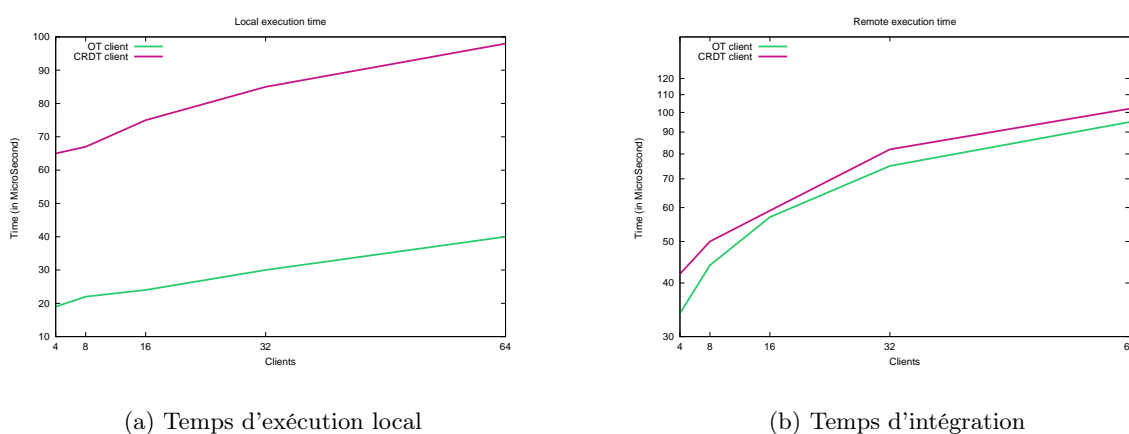 Local execution time
OT client
CRDT client
100
90
80
70
60
50
40
30
20
10
Time (in MicroSecond)
4 8 16 32 64
Clients
(a) Temps d'exécution local
Remote execution time
OT client
CRDT client
120
110
100
90
80
70
60
50
40
30
Time (in MicroSecond)
4 8 16 32 6
Clients
(b) Temps d'intégration